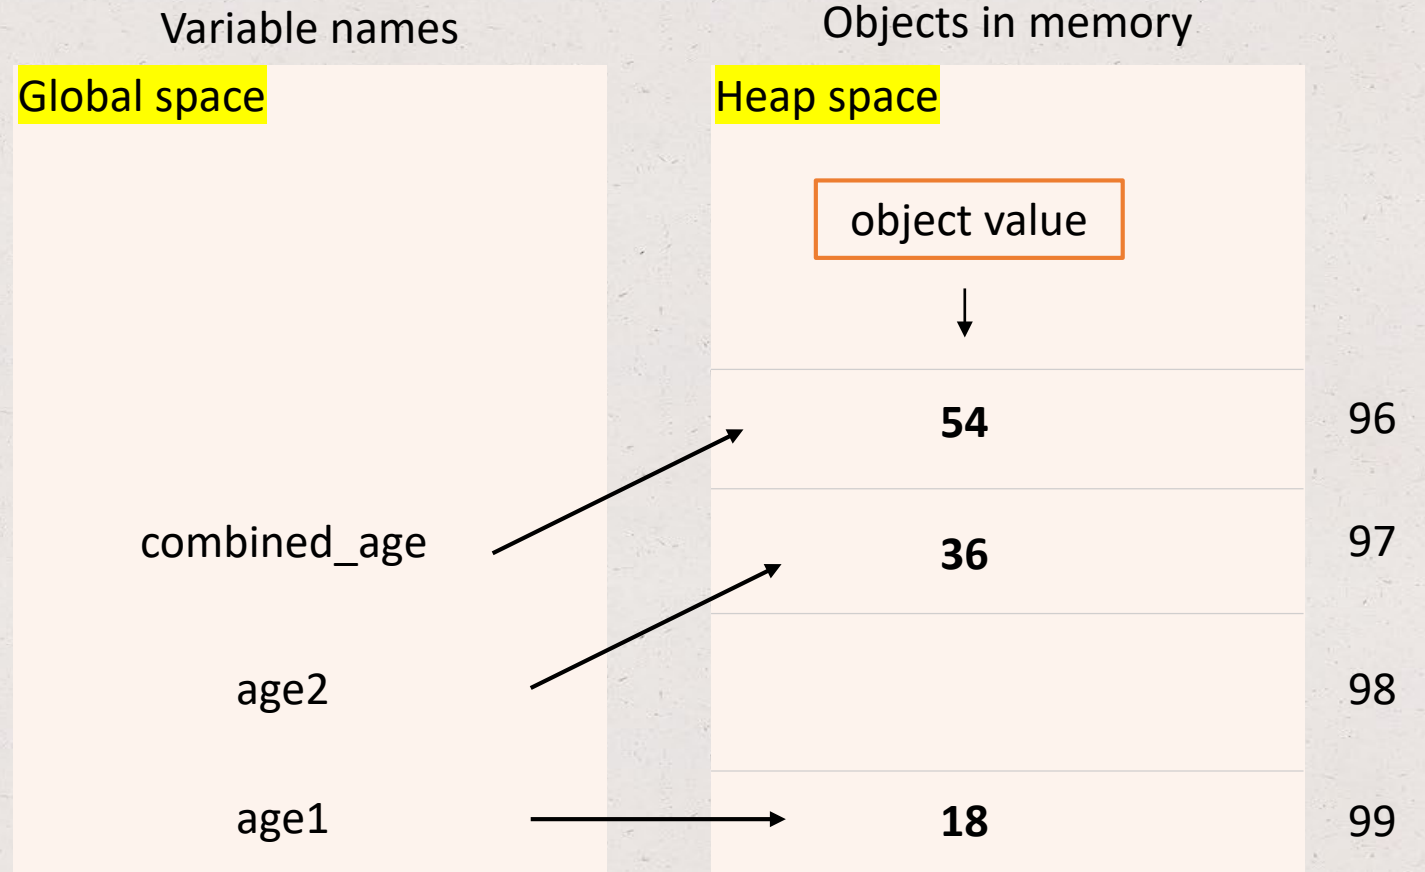 Variable names
Objects in memory
Global space
Heap space
object value
54
96
combined_age
36
97
age2
98
age1
18
99